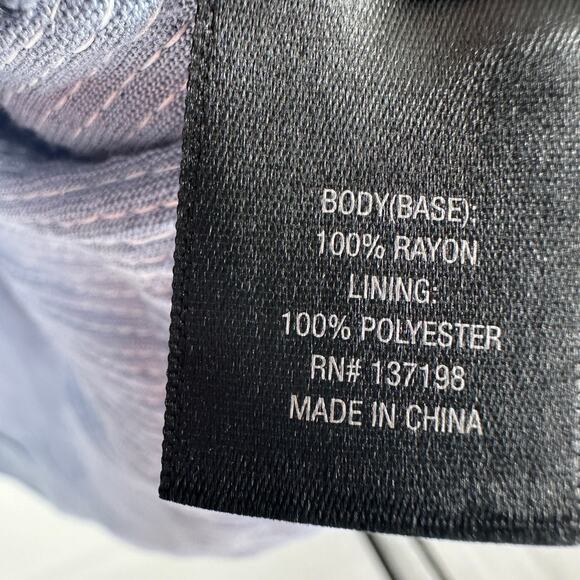 BODY(BASE):
100% RAYON
LINING:
100% POLYESTER
RN# 137198
MADE IN CHINA